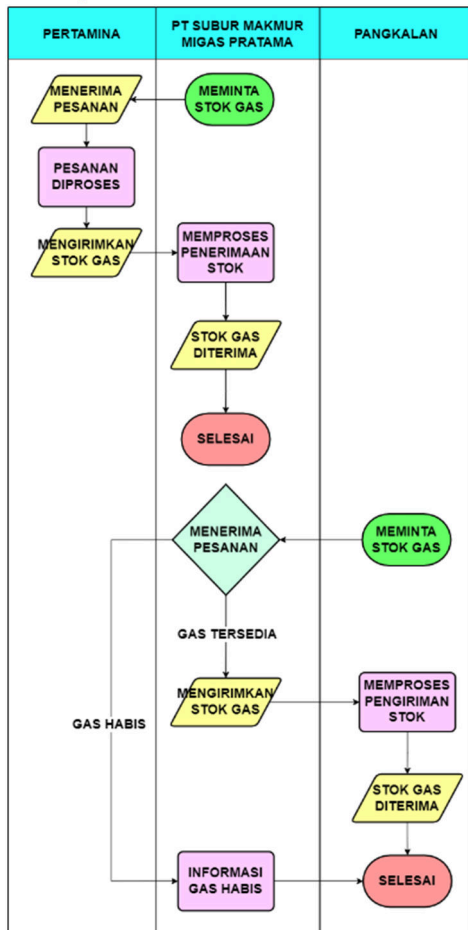 PERTAMINA
PT SUBUR MAKMUR
MIGAS PRATAMA
PANGKALAN
MENERIMA
PESANAN
MEMINTA
STOK GAS
PESANAN
DIPROSES
MENGIRIMKAN
STOK GAS
MEMPROSES
PENERIMAAN
STOK
STOK GAS
DITERIMA
SELESAI
MENERIMA
PESANAN
MEMINTA
STOK GAS
GAS TERSEDIA
MENGIRIMKAN
STOK GAS
MEMPROSES
PENGIRIMAN
STOK
GAS HABIS
STOK GAS
DITERIMA
INFORMASI
GAS HABIS
SELESAI